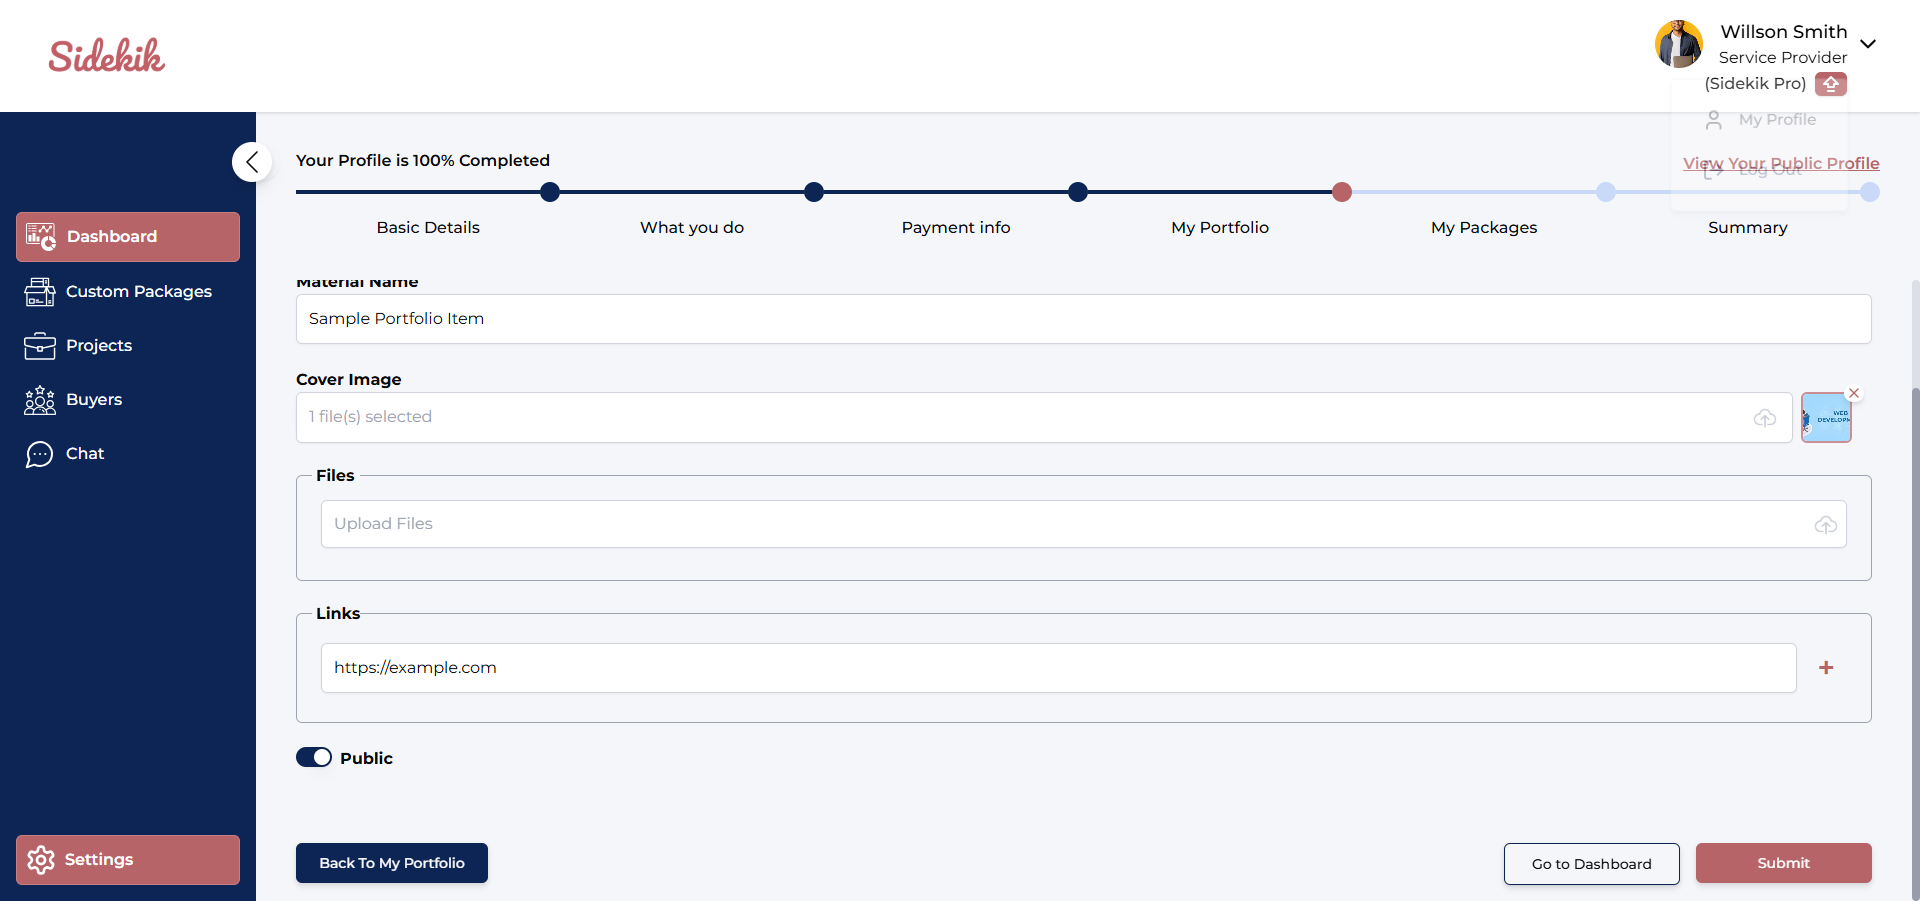 Sidekik
Willson Smith
Service Provider
(Sidekik Pro)
My Profile
View Your Public Profile
Log Out
Your Profile is 100% Completed
Basic Details
What you do
Payment info
My Portfolio
My Packages
Summary
Dashboard
Custom Packages
Projects
Buyers
Chat
Settings
Material Name
Sample Portfolio Item
Cover Image
1 file(s) selected
WEB
DEVELOPM
Files
Upload Files
Links
https://example.com
+
Public
Back To My Portfolio
Go to Dashboard
Submit